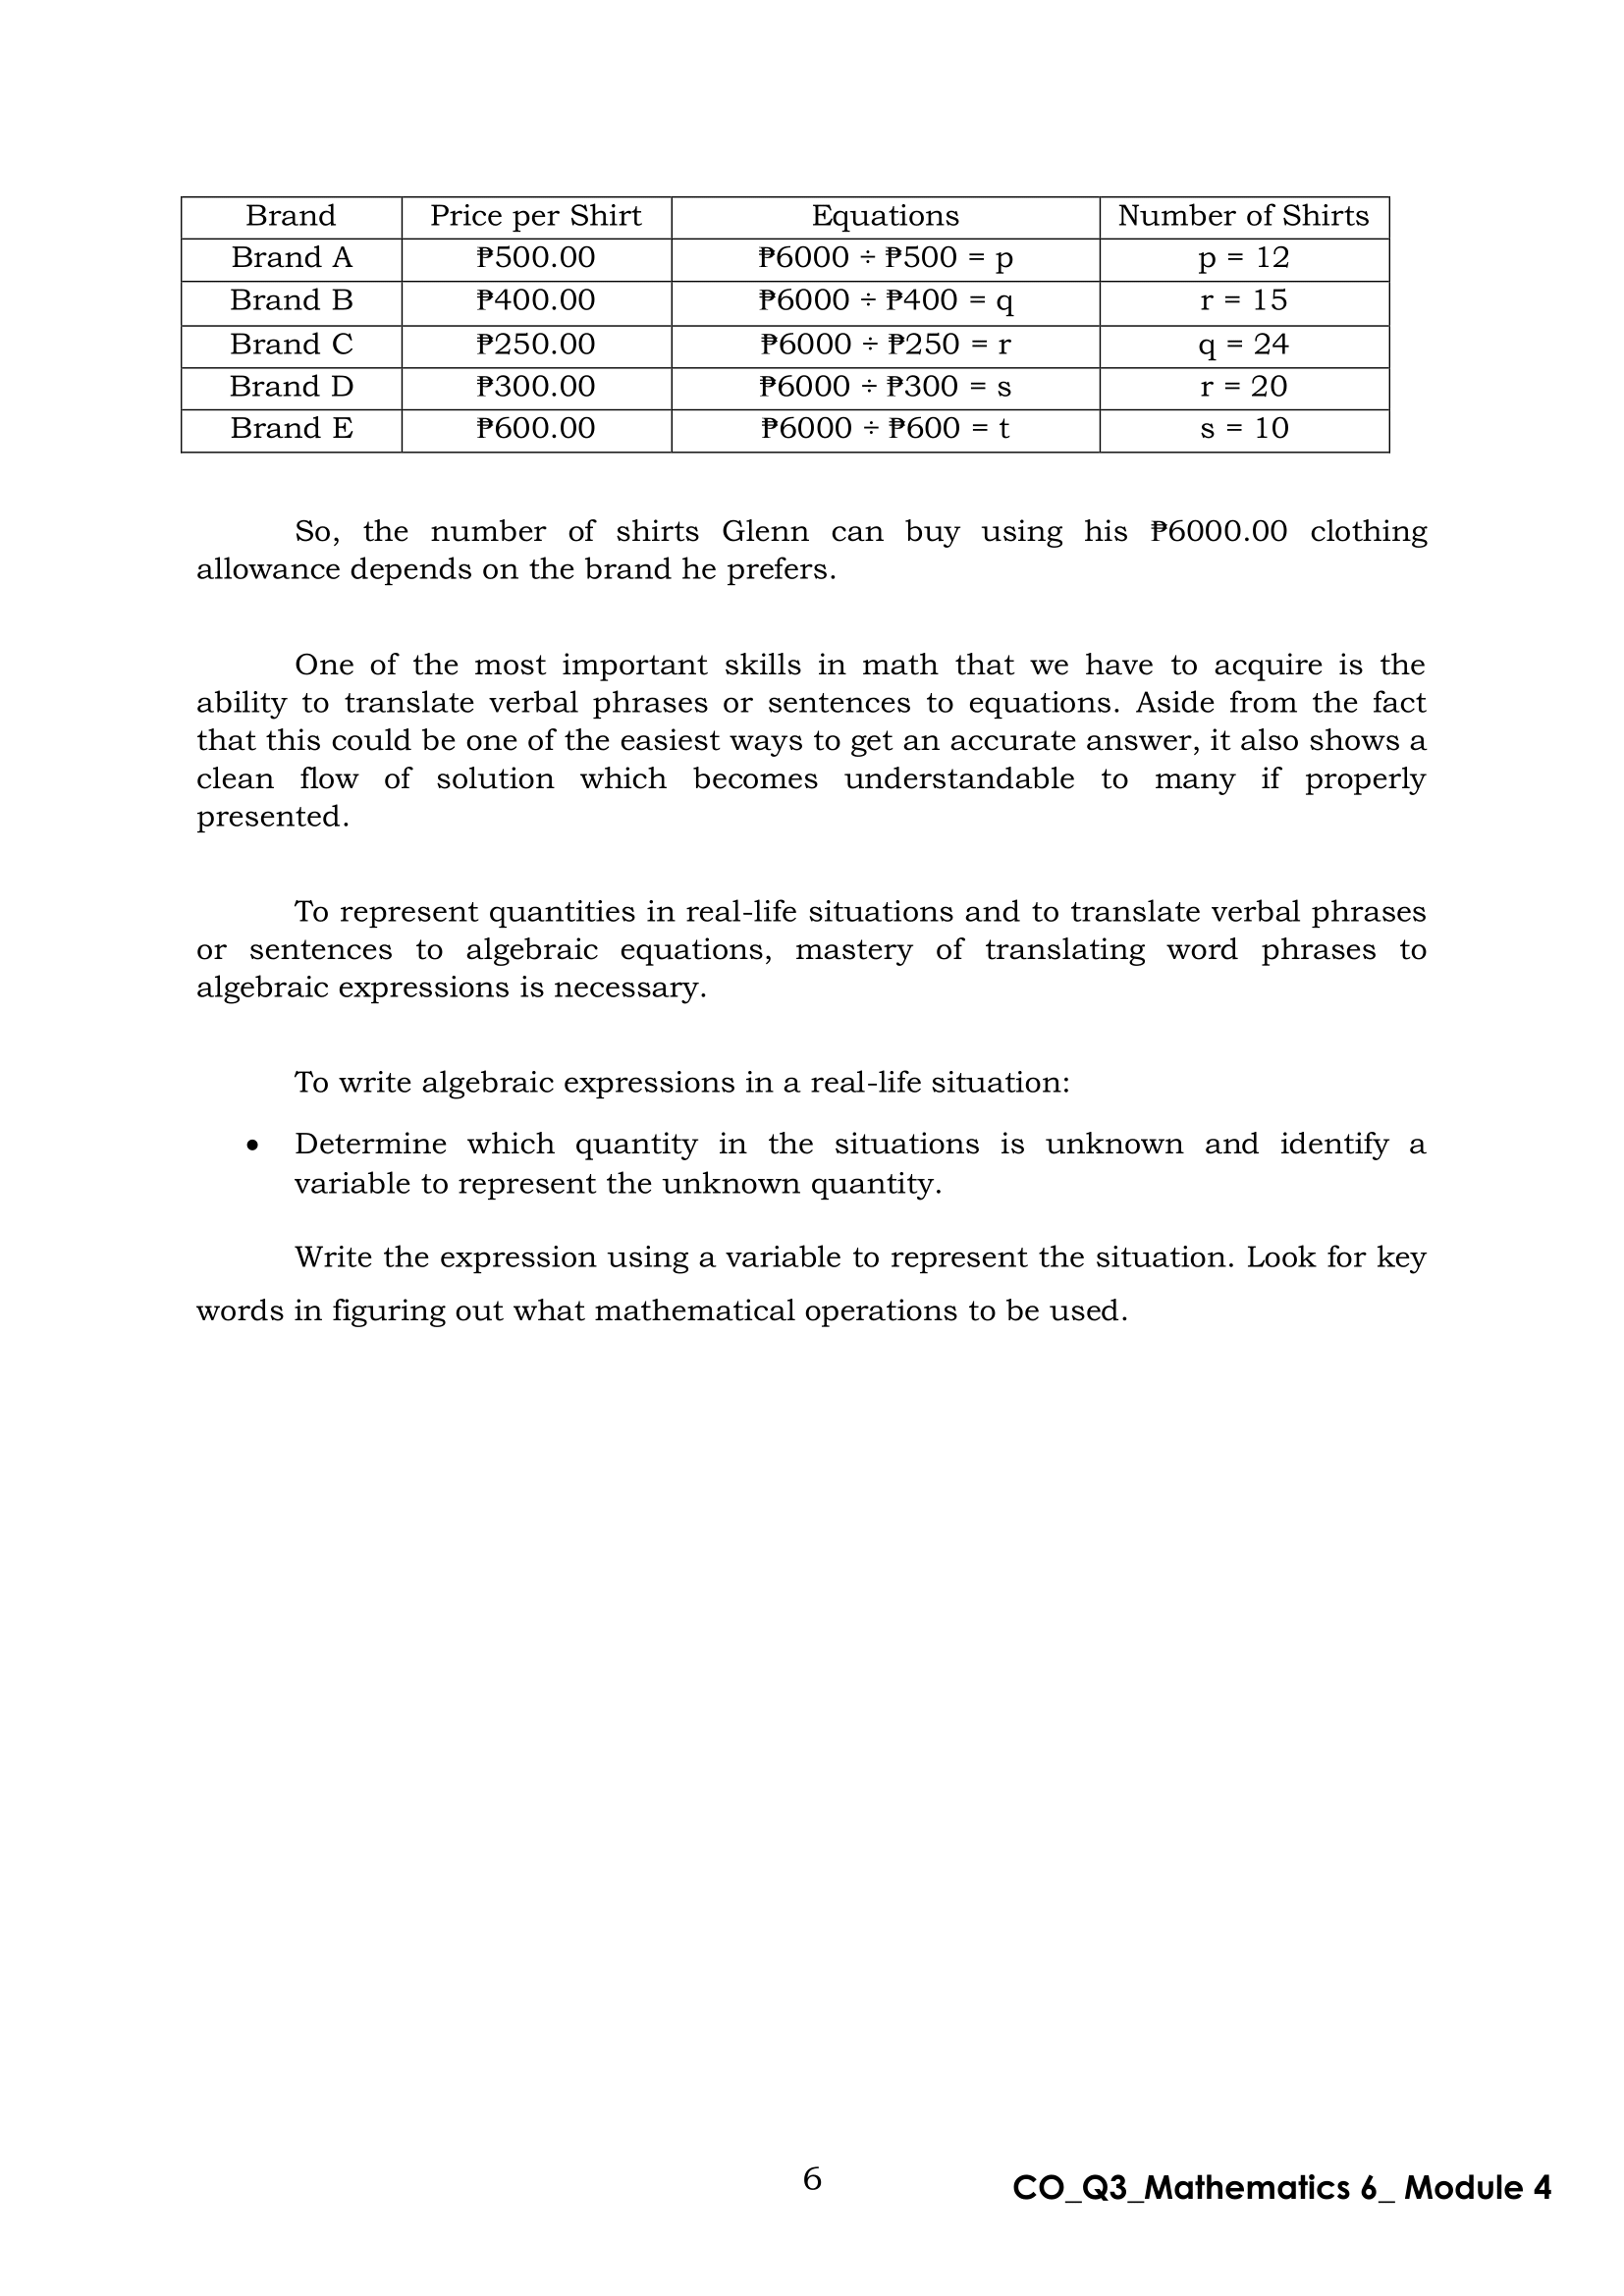 Brand Price per Shirt Equations Number of Shirts
Brand A ₱500.00 ₱6000 ÷ ₱500 = p p = 12
Brand B ₱400.00 ₱6000 ÷ ₱400 = q r = 15
Brand C ₱250.00 ₱6000 ÷ ₱250 = r q = 24
Brand D ₱300.00 ₱6000 ÷ ₱300 = s r = 20
Brand E ₱600.00 ₱6000 ÷ ₱600 = t s = 10
So, the number of shirts Glenn can buy using his ₱6000.00 clothing
allowance depends on the brand he prefers.
One of the most important skills in math that we have to acquire is the
ability to translate verbal phrases or sentences to equations. Aside from the fact
that this could be one of the easiest ways to get an accurate answer, it also shows a
clean flow of solution which becomes understandable to many if properly
presented.
To represent quantities in real-life situations and to translate verbal phrases
or sentences to algebraic equations, mastery of translating word phrases to
algebraic expressions is necessary.
To write algebraic expressions in a real-life situation:
• Determine which quantity in the situations is unknown and identify a
variable to represent the unknown quantity.
Write the expression using a variable to represent the situation. Look for key
words in figuring out what mathematical operations to be used.
6
CO_Q3_Mathematics 6_ Module 4